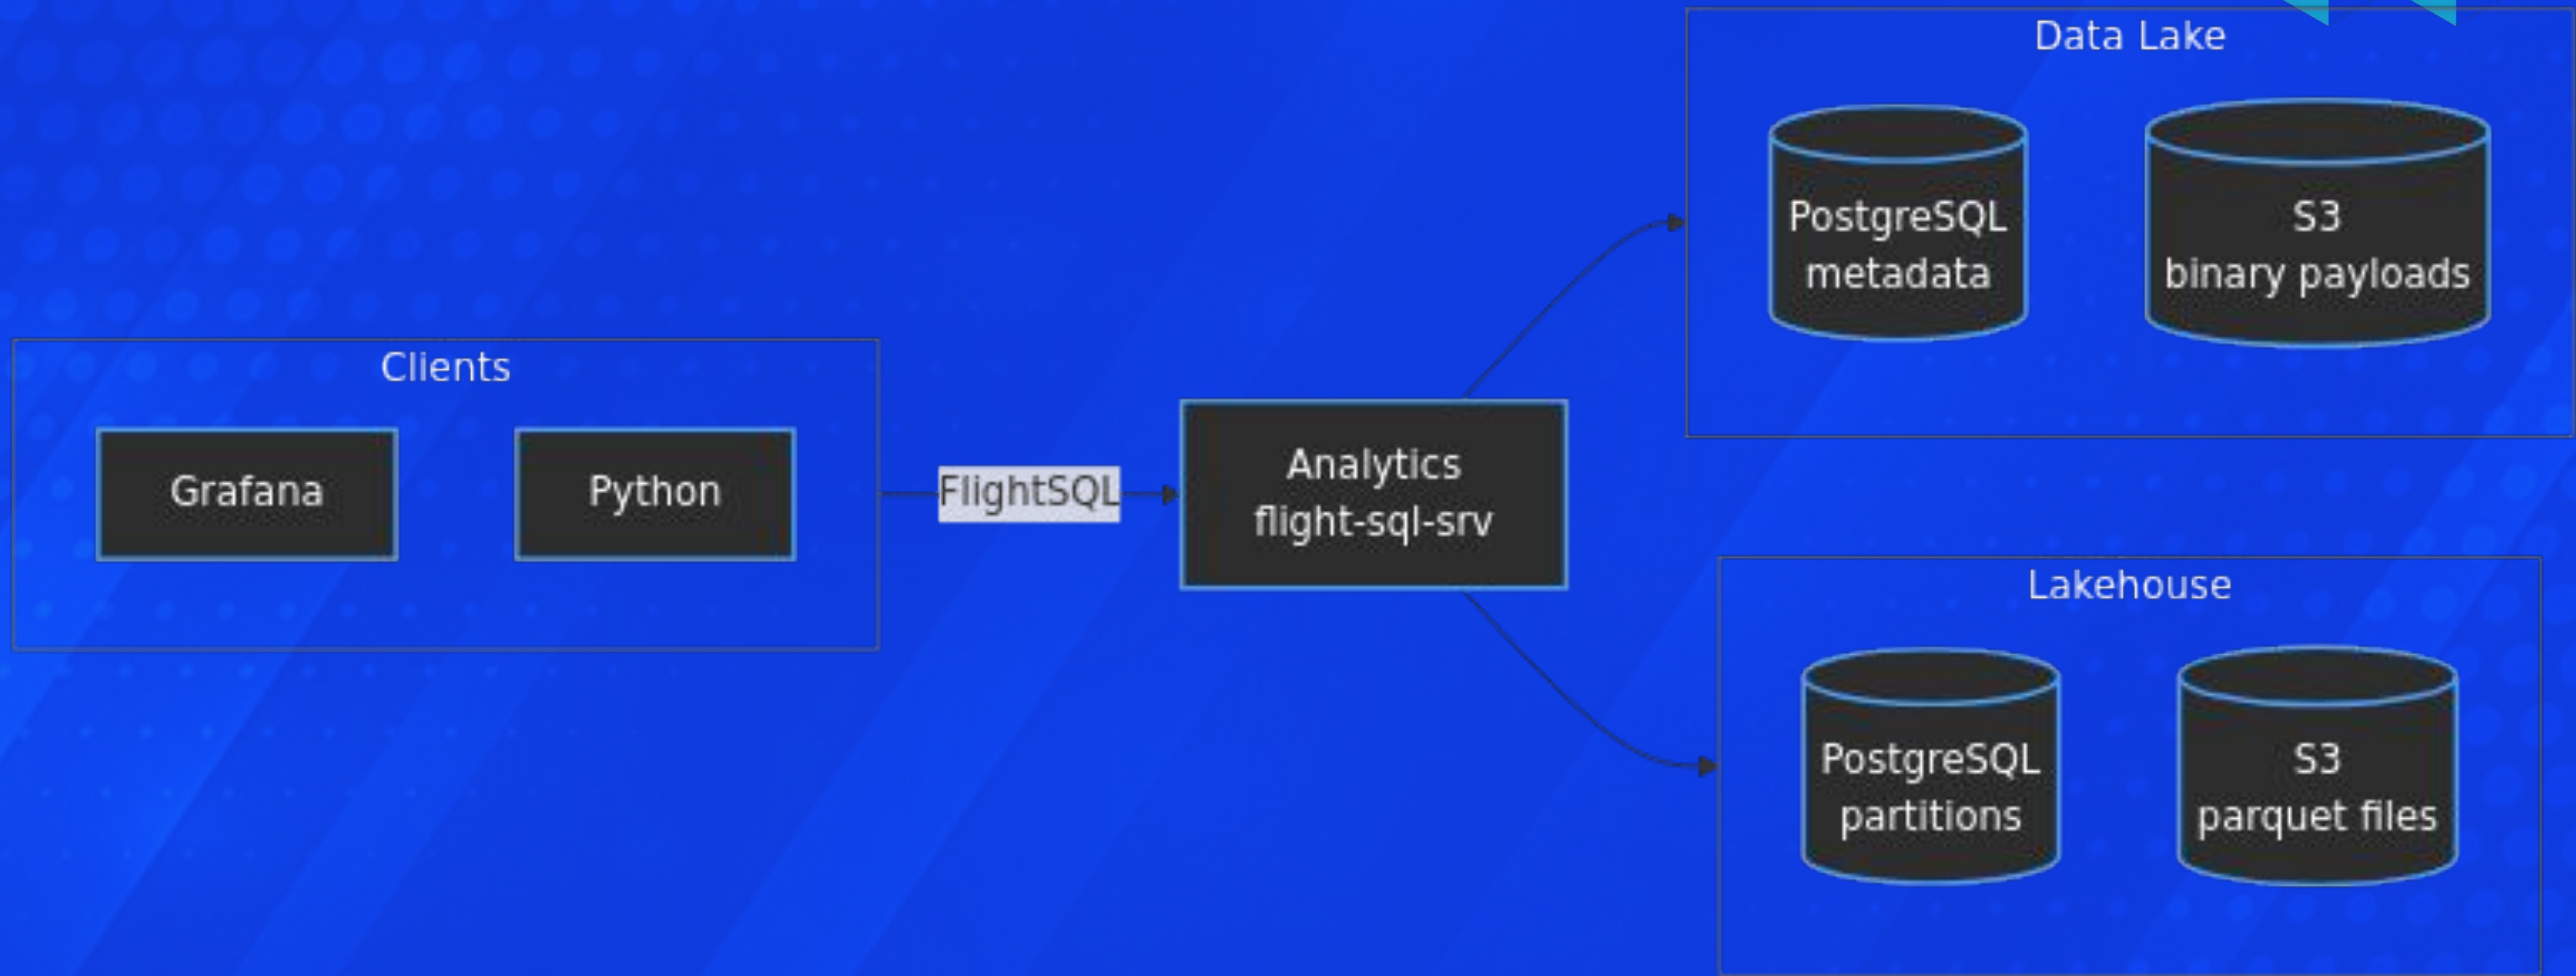 Clients
Grafana
Python
FlightSQL
Analytics
flight-sql-srv
Data Lake
PostgreSQL
metadata
S3
binary payloads
Lakehouse
PostgreSQL
partitions
S3
parquet files